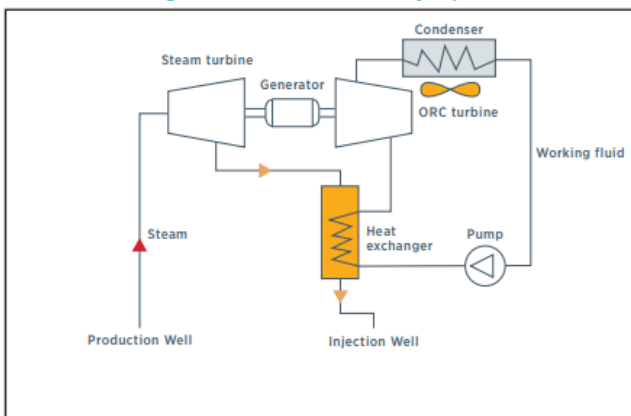 Condenser
Steam turbine
Generator
ORC turbine
Working fluid
Steam
Heat
exchanger
Pump
Production Well
Injection Well